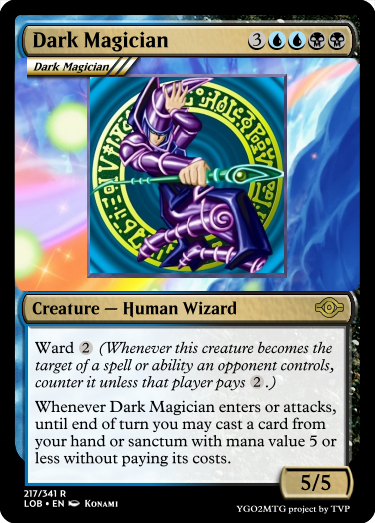 Dark Magician 3
Dark Magician
Creature — Human Wizard
Ward 2 (Whenever this creature becomes the
target of a spell or ability an opponent controls,
counter it unless that player pays 2.)
Whenever Dark Magician enters or attacks,
until end of turn you may cast a card from
your hand or sanctum with mana value 5 or
less without paying its costs.
5/5
217/341 R
LOB • EN Konami
YGO2MTG project by TVP